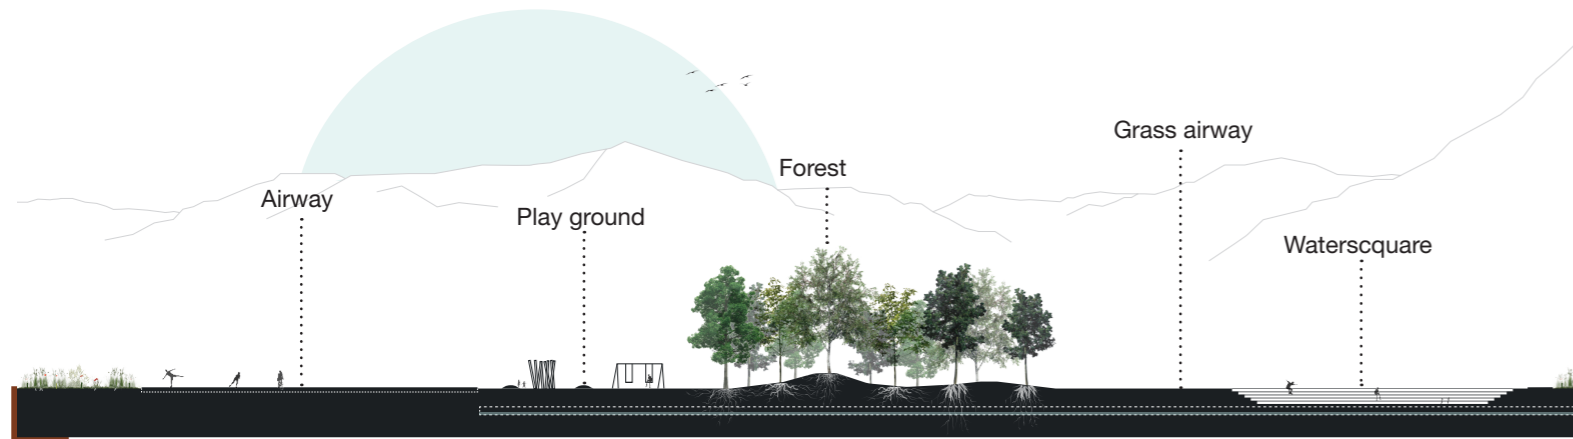 Airway
Play ground
Forest
Grass airway
Waterscquare